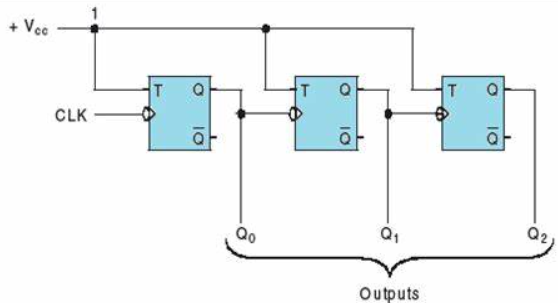 1
+ Vcc
T Q T Q T Q
CLK
Q̅ Q̅ Q̅
Q0 Q1 Q2
Outputs